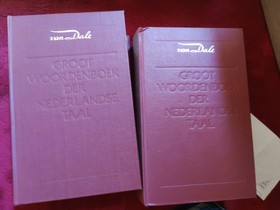 van Dale
GROOT
WOORDENBOEK
DER
NEDERLANDSE
TAAL
van Dale
GROOT
WOORDENBOEK
DER
NEDERLANDSE
TAAL